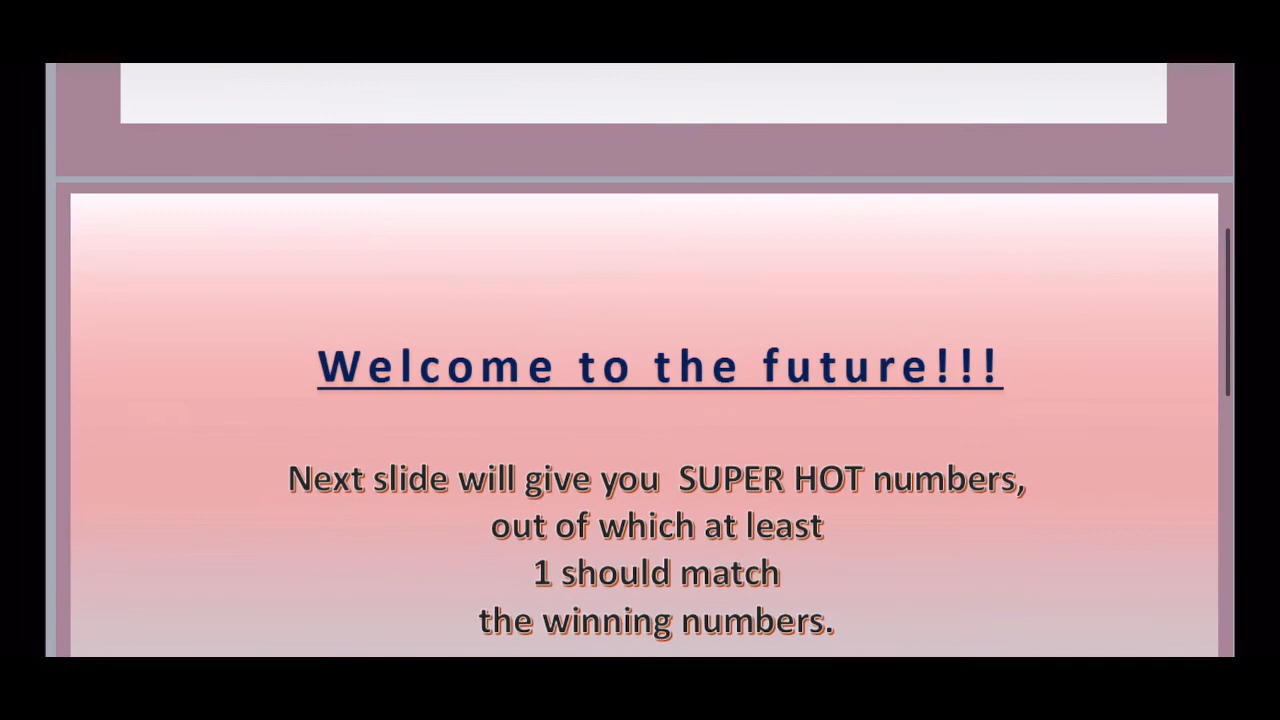 Welcome to the future!!!
Next slide will give you SUPER HOT numbers,
out of which at least
1 should match
the winning numbers.